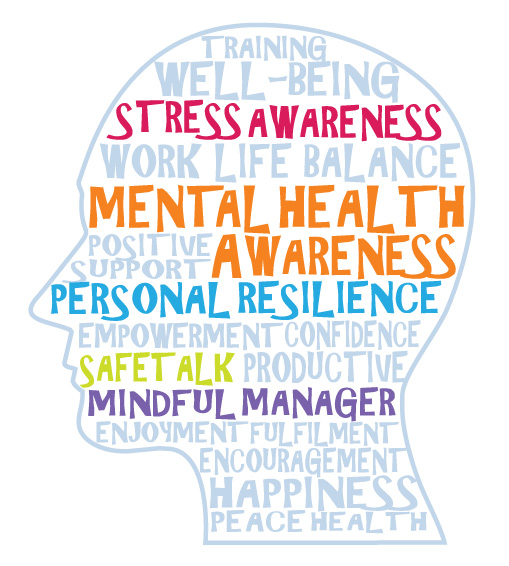 TRAINING
WELL-BEING
STRESS AWARENESS
WORK LIFE BALANCE
MENTAL HEALTH
POSITIVE AWARENESS
SUPPORT
PERSONAL RESILIENCE
EMPOWERMENT CONFIDENCE
SAFETALK PRODUCTIVE
MINDFUL MANAGER
ENJOYMENT FULFILMENT
ENCOURAGEMENT
HAPPINESS
PEACE HEALTH